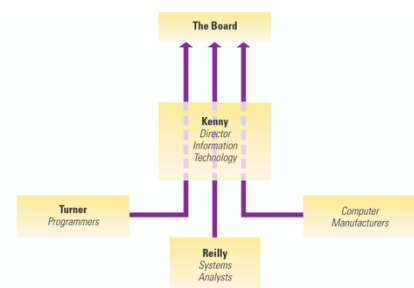 The Board
Kenny
Director
Information
Technology
Turner
Programmers
Computer
Manufacturers
Reilly
Systems
Analysts